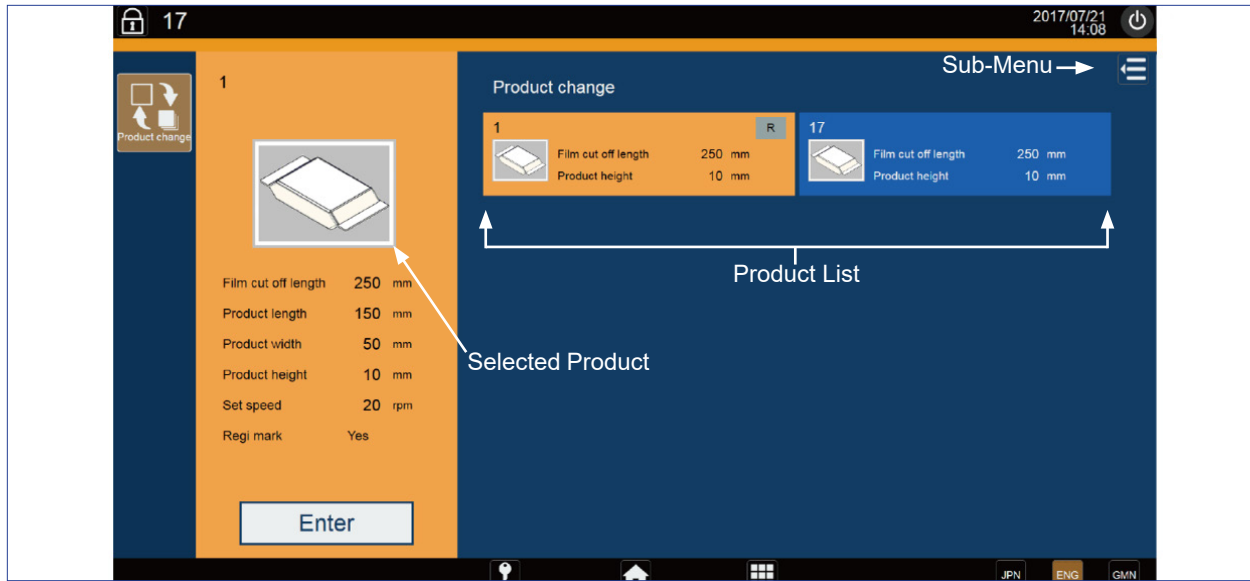 17
2017/07/21
14:08
Sub-Menu
Product change
1
Product change
1 R
Film cut off length 250 mm
Product height 10 mm
17
Film cut off length 250 mm
Product height 10 mm
Product List
Selected Product
Film cut off length 250 mm
Product length 150 mm
Product width 50 mm
Product height 10 mm
Set speed 20 rpm
Regi mark Yes
Enter
JPN ENG GMN